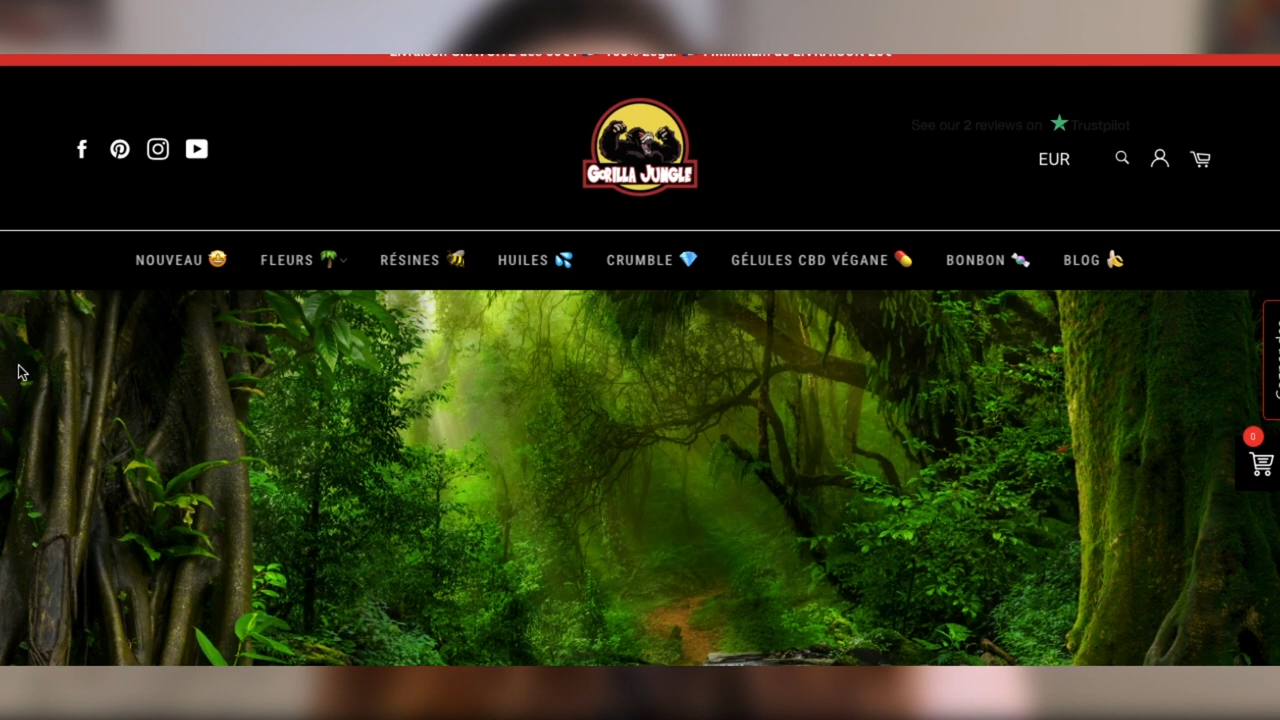 See our 2 reviews on Trustpilot
EUR
GORILLA JUNGLE
NOUVEAU FLEURS RÉSINES HUILES CRUMBLE GÉLULES CBD VÉGANE BONBON BLOG
0